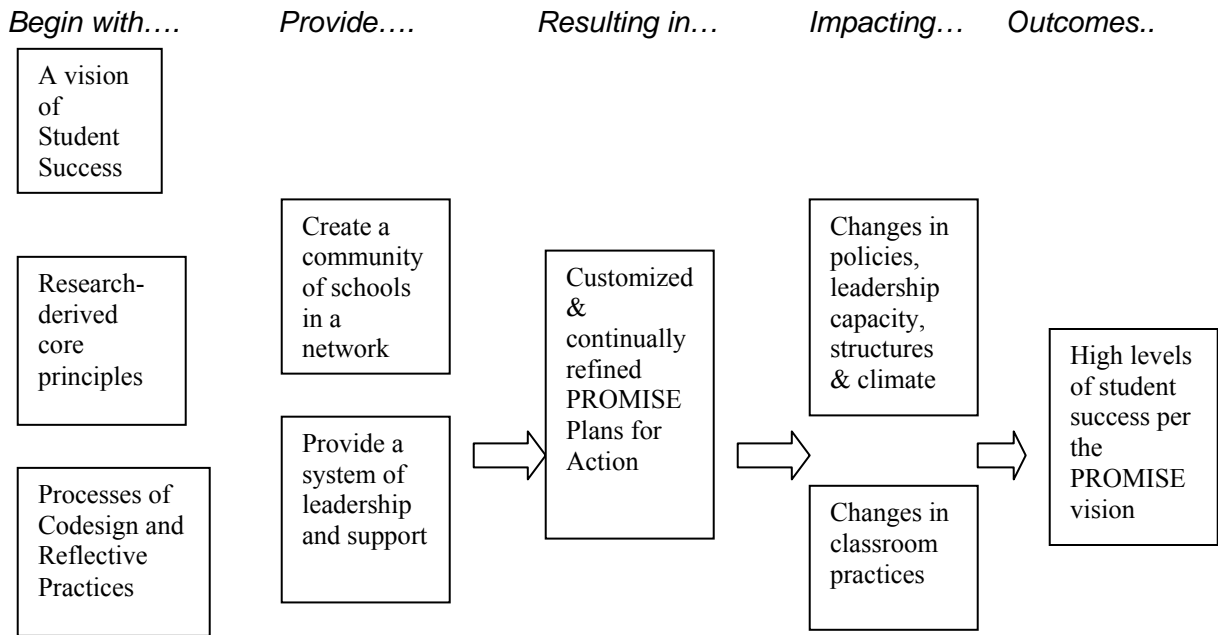 Begin with….
Provide….
Resulting in…
Impacting…
Outcomes..
A vision
of
Student
Success
Research-
derived
core
principles
Processes of
Codesign and
Reflective
Practices
Create a
community
of schools
in a
network
Provide a
system of
leadership
and support
Customized
&
continually
refined
PROMISE
Plans for
Action
Changes in
policies,
leadership
capacity,
structures
& climate
Changes in
classroom
practices
High levels
of student
success per
the
PROMISE
vision